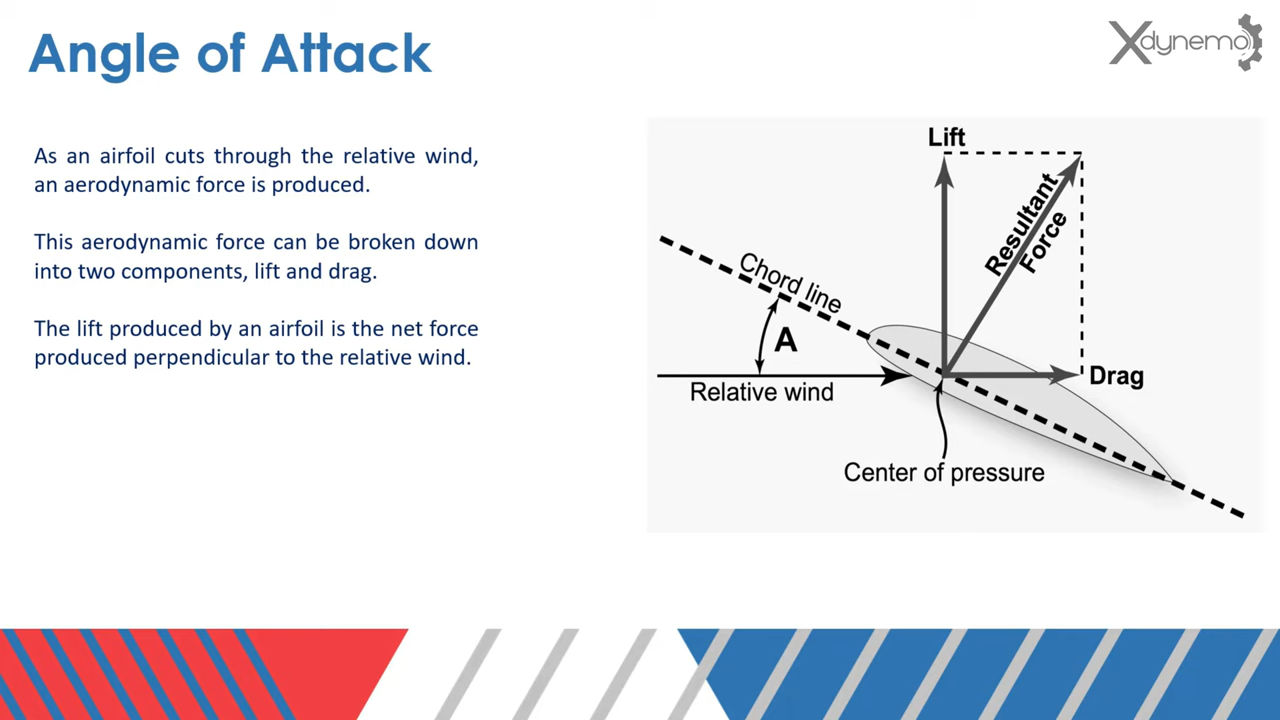 Angle of Attack
Xdynemo
As an airfoil cuts through the relative wind,
an aerodynamic force is produced.
This aerodynamic force can be broken down
into two components, lift and drag.
The lift produced by an airfoil is the net force
produced perpendicular to the relative wind.
Lift
Resultant
Force
Chord line
A
Relative wind
Drag
Center of pressure